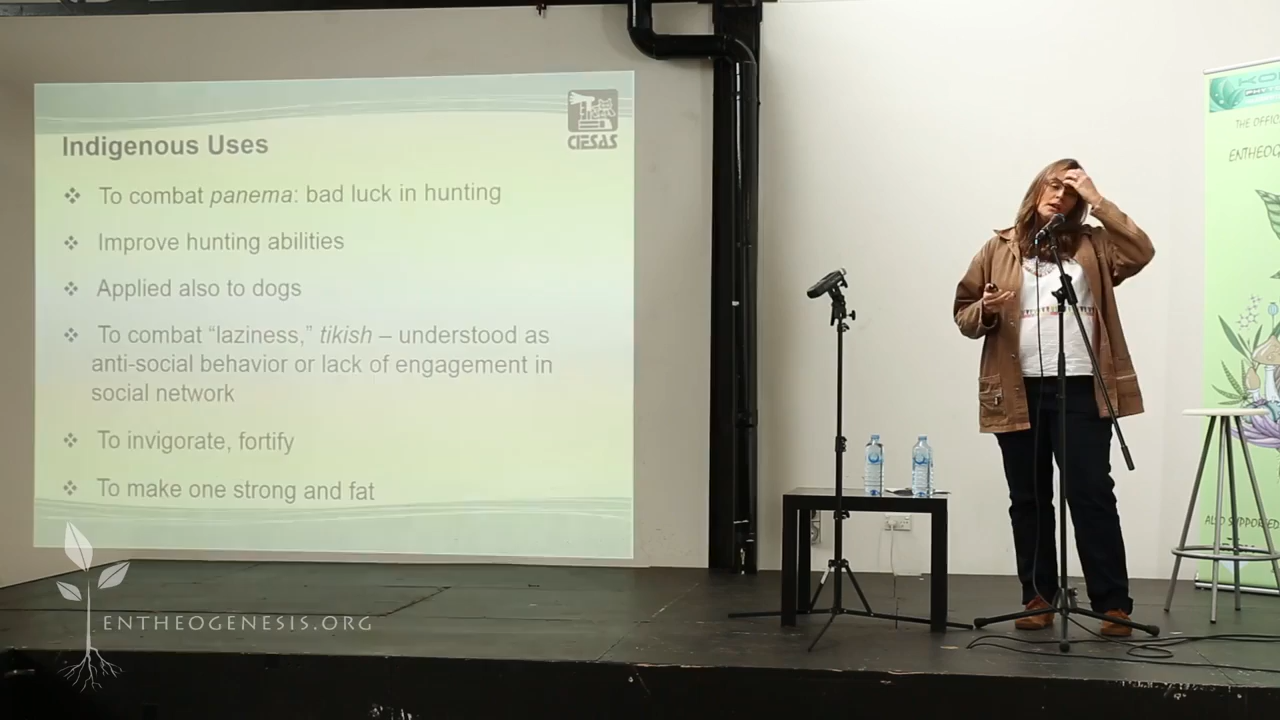 CIESAS
Indigenous Uses
❖ To combat panema: bad luck in hunting
❖ Improve hunting abilities
❖ Applied also to dogs
❖ To combat “laziness,” tikish – understood as
anti-social behavior or lack of engagement in
social network
❖ To invigorate, fortify
❖ To make one strong and fat
ENTHEOGENESIS.ORG
THE OFFIC
ENTHEOG
ALSO SUPPORTED